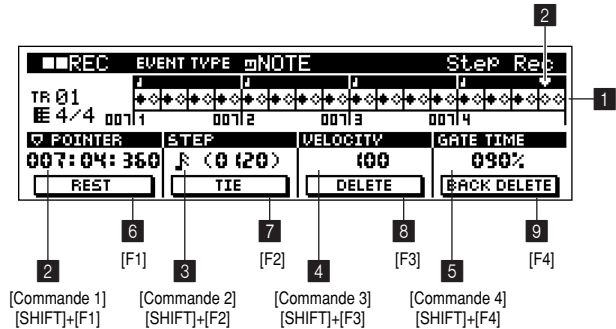 2
■■REC EVENT TYPE NOTE Step Rec
1
TR 01
4/4 007 1 007 2 007 3 007 4
POINTER STEP VELOCITY GATE TIME
007:04:360 (0120) 100 090%
REST TIE DELETE BACK DELETE
6 7 8 9
[F1] [F2] [F3] [F4]
2 3 4 5
[Commande 1] [Commande 2] [Commande 3] [Commande 4]
[SHIFT]+[F1] [SHIFT]+[F2] [SHIFT]+[F3] [SHIFT]+[F4]